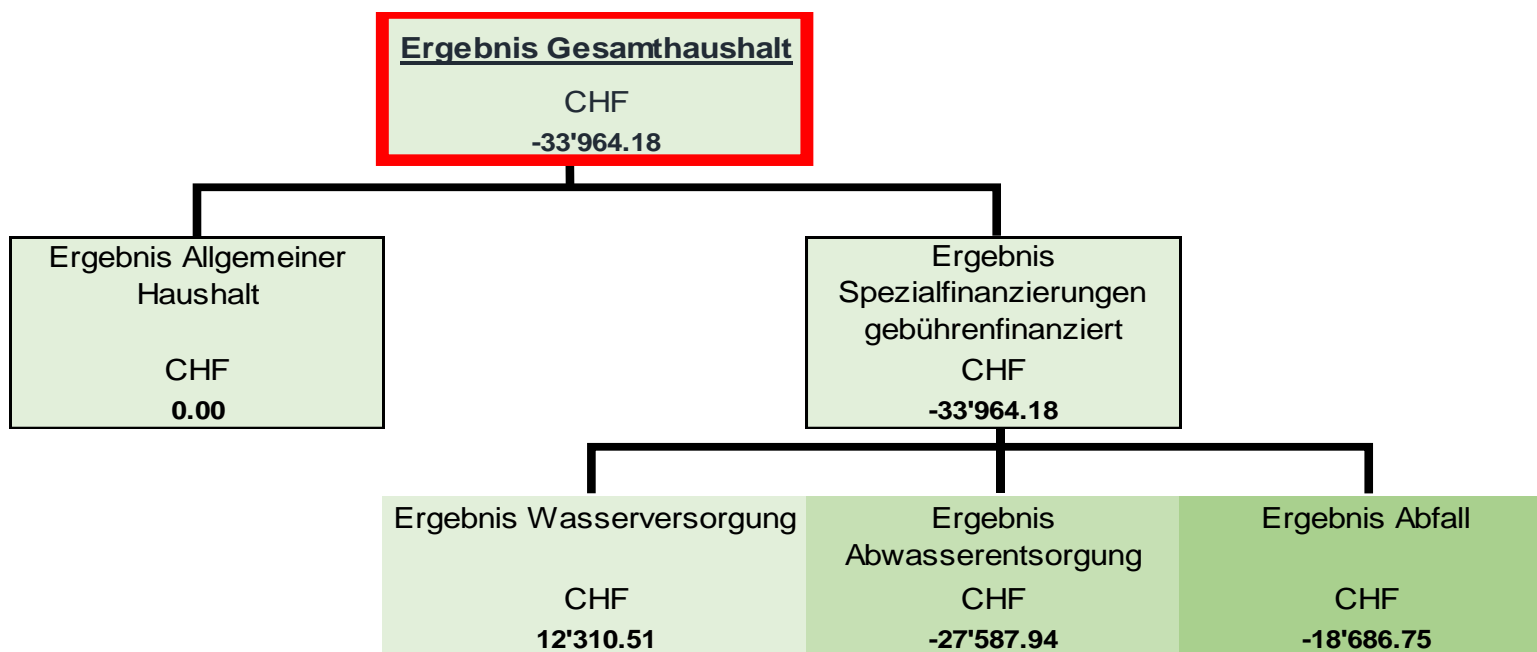 Ergebnis Gesamthaushalt
CHF
-33'964.18
Ergebnis Allgemeiner
Haushalt
CHF
0.00
Ergebnis
Spezialfinanzierungen
gebührenfinanziert
CHF
-33'964.18
Ergebnis Wasserversorgung
CHF
12'310.51
Ergebnis
Abwasserentsorgung
CHF
-27'587.94
Ergebnis Abfall
CHF
-18'686.75